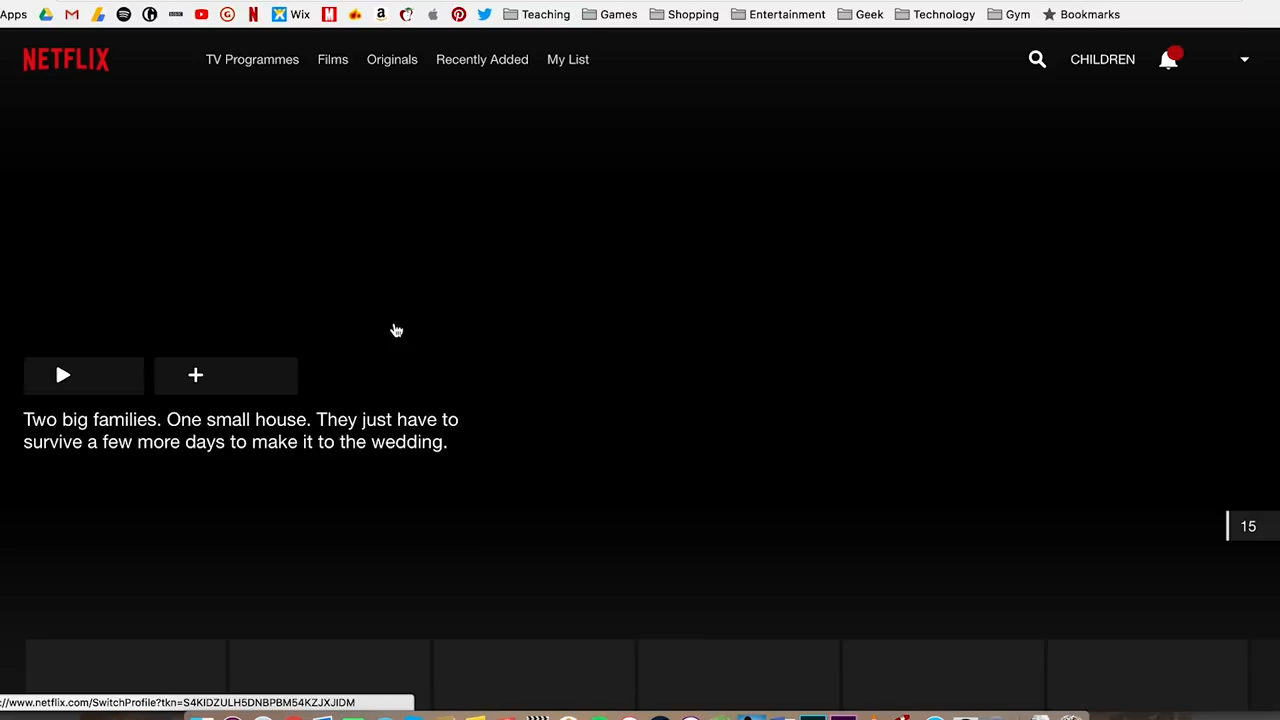 Apps Wix Teaching Games Shopping Entertainment Geek Technology Gym Bookmarks
NETFLIX TV Programmes Films Originals Recently Added My List CHILDREN
Two big families. One small house. They just have to
survive a few more days to make it to the wedding.
15
//www.netflix.com/SwitchProfile?tkn=S4KIDZULH5DNBPBM54KZJXJIDM